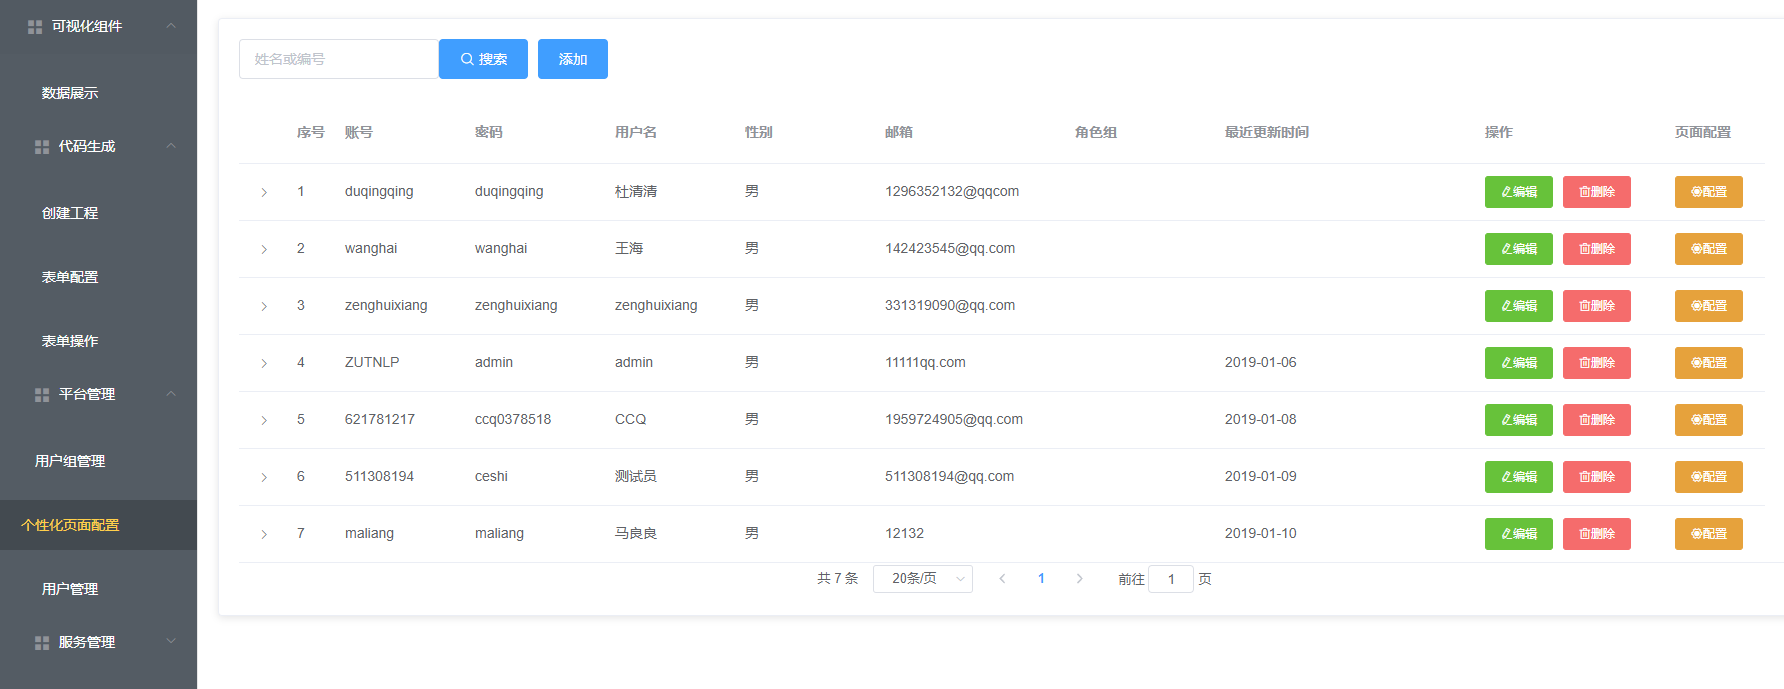 可视化组件
数据展示
代码生成
创建工程
表单配置
表单操作
平台管理
用户组管理
个性化页面配置
用户管理
服务管理
姓名或编号 搜索 添加
序号 账号 密码 用户名 性别 邮箱 角色组 最近更新时间 操作 页面配置
1 duqingqing duqingqing 杜清清 男 1296352132@qqcom 编辑 删除 配置
2 wanghai wanghai 王海 男 142423545@qq.com 编辑 删除 配置
3 zenghuixiang zenghuixiang zenghuixiang 男 331319090@qq.com 编辑 删除 配置
4 ZUTNLP admin admin 男 11111qq.com 2019-01-06 编辑 删除 配置
5 621781217 ccq0378518 CCQ 男 1959724905@qq.com 2019-01-08 编辑 删除 配置
6 511308194 ceshi 测试员 男 511308194@qq.com 2019-01-09 编辑 删除 配置
7 maliang maliang 马良良 男 12132 2019-01-10 编辑 删除 配置
共 7 条 20条/页 1 前往 1 页